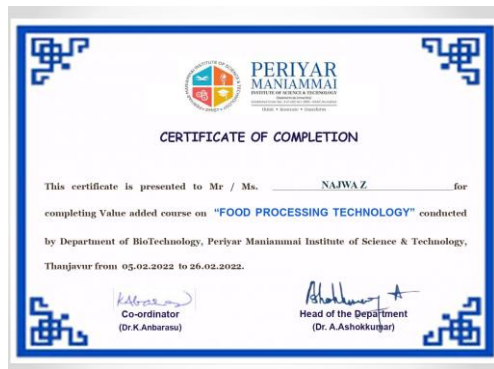 PERIYAR
MANIAMMAI
INSTITUTE OF SCIENCE & TECHNOLOGY
CERTIFICATE OF COMPLETION
This certificate is presented to Mr / Ms. NAJWA Z for
completing Value added course on "FOOD PROCESSING TECHNOLOGY" conducted
by Department of BioTechnology, Periyar Maniammai Institute of Science & Technology,
Thanjavur from 05.02.2022 to 26.02.2022.
Co-ordinator
(Dr.K.Anbarasu)
Head of the Department
(Dr. A.Ashokkumar)